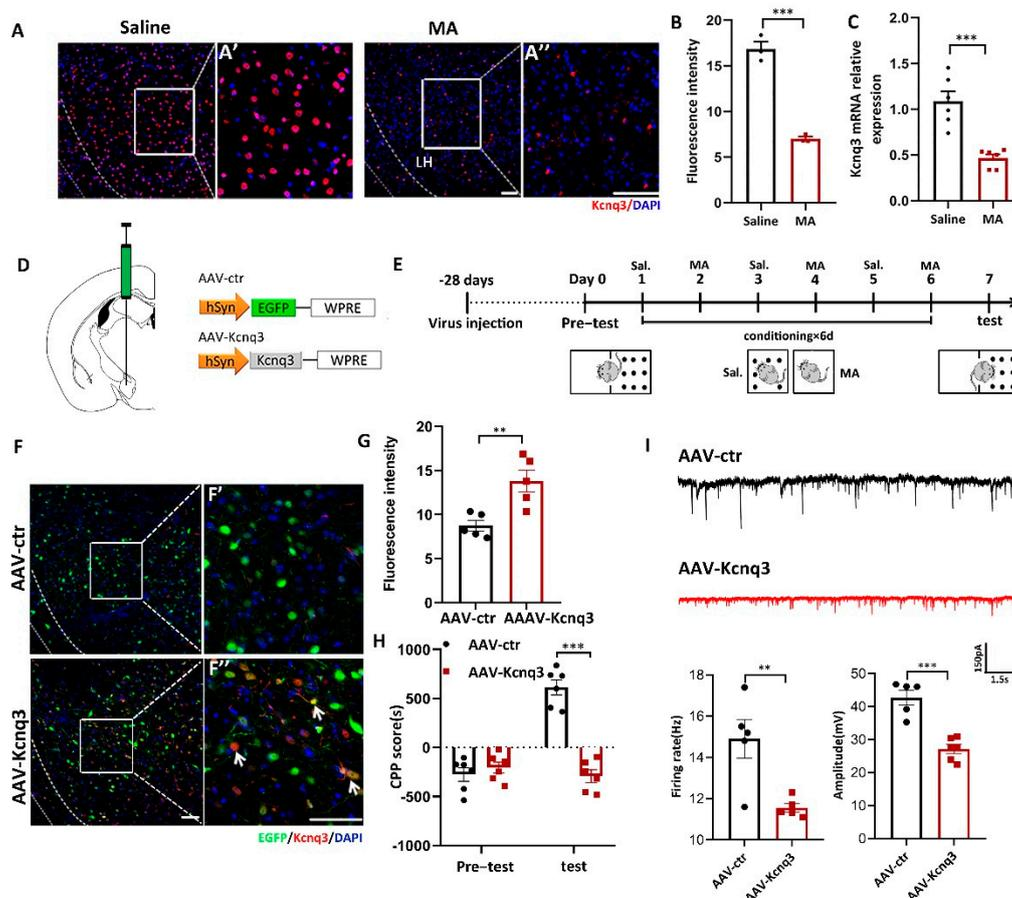 A
Saline
A'
MA
A''
LH
Kcnq3/DAPI
B
***
Fluorescence intensity
20
15
10
5
0
Saline MA
C
***
Kcnq3 mRNA relative
expression
2.0
1.5
1.0
0.5
0.0
Saline MA
D
AAV-ctr
hSyn EGFP WPRE
AAV-Kcnq3
hSyn Kcnq3 WPRE
E
Sal. MA Sal. MA Sal. MA
-28 days Day 0 1 2 3 4 5 6 7
Virus injection Pre-test test
conditioning×6d
Sal. MA
F
AAV-ctr
F'
AAV-Kcnq3
F''
EGFP/Kcnq3/DAPI
G
**
Fluorescence intensity
20
15
10
5
0
AAV-ctr AAAV-Kcnq3
H
AAV-ctr
AAV-Kcnq3
***
CPP score(s)
1000
500
0
-500
-1000
Pre-test test
I
AAV-ctr
AAV-Kcnq3
150pA
1.5s
**
Firing rate(Hz)
18
16
14
12
10
AAV-ctr
AAV-Kcnq3
***
Amplitude(mV)
50
40
30
20
10
0
AAV-ctr
AAV-Kcnq3